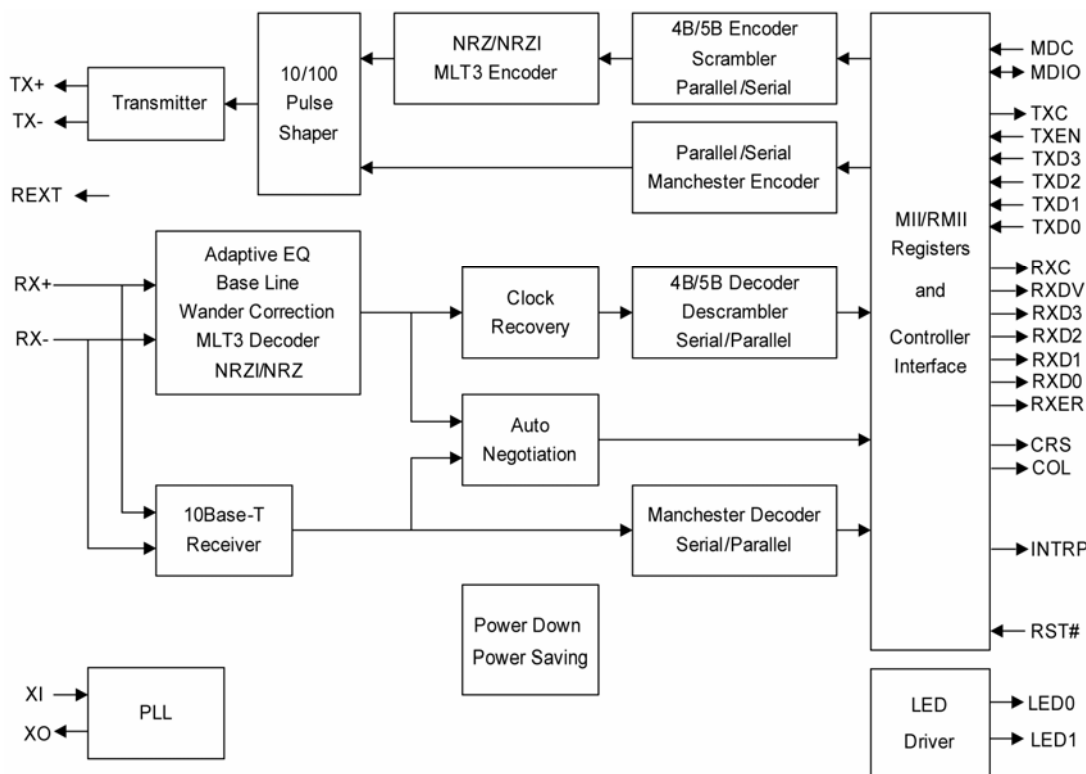 TX+
TX-
REXT
Transmitter
10/100
Pulse
Shaper
NRZ/NRZI
MLT3 Encoder
4B/5B Encoder
Scrambler
Parallel/Serial
Parallel/Serial
Manchester Encoder
RX+
RX-
Adaptive EQ
Base Line
Wander Correction
MLT3 Decoder
NRZI/NRZ
Clock
Recovery
4B/5B Decoder
Descrambler
Serial/Parallel
Auto
Negotiation
10Base-T
Receiver
Manchester Decoder
Serial/Parallel
Power Down
Power Saving
XI
XO
PLL
MII/RMII
Registers
and
Controller
Interface
MDC
MDIO
TXC
TXEN
TXD3
TXD2
TXD1
TXD0
RXC
RXDV
RXD3
RXD2
RXD1
RXD0
RXER
CRS
COL
INTRP
RST#
LED
Driver
LED0
LED1